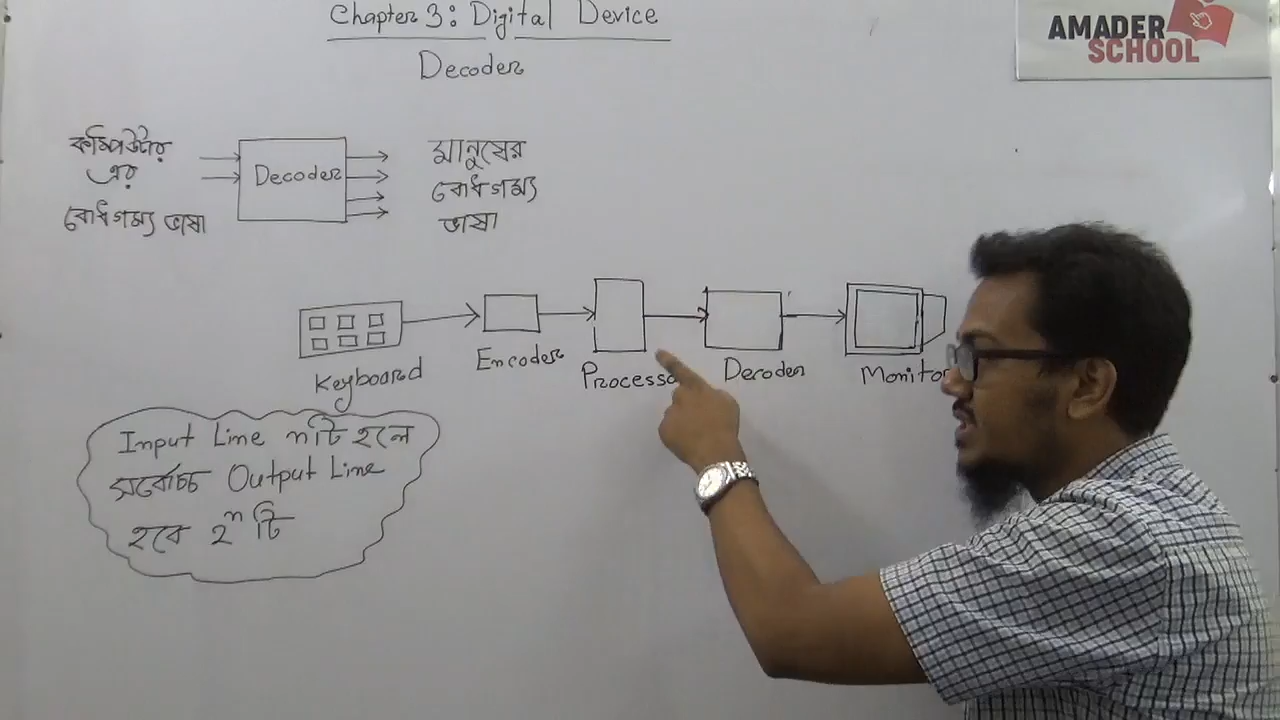 Chapter 3: Digital Device
Decoder
AMADER
SCHOOL
কম্পিউটার
এর
বোধগম্য ভাষা
Decoder
মানুষের
বোধগম্য
ভাষা
Keyboard
Encoder
Processo
Decoder
Monitor
Input Line n টি হলে
সর্বোচ্চ Output Line
হবে 2ⁿ টি